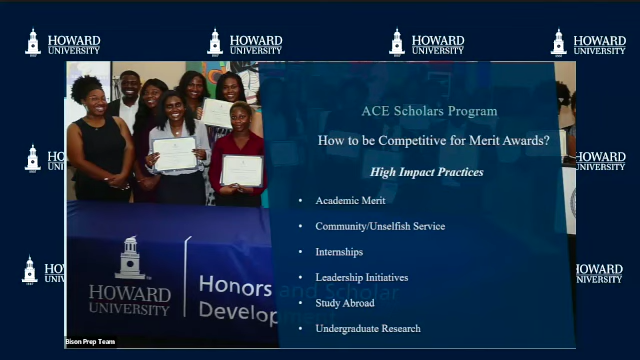 HOWARD
UNIVERSITY
HOWARD
UNIVERSITY
HOWARD
UNIVERSITY
HOWARD
UNIVERSITY
ACE Scholars Program
How to be Competitive for Merit Awards?
High Impact Practices
• Academic Merit
• Community/Unselfish Service
• Internships
• Leadership Initiatives
• Study Abroad
• Undergraduate Research
HOWARD
UNIVERSITY
Honors and Scholar
Development
HOWARD
UNIVERSITY
HOWARD
UNIVERSITY
Bison Prep Team